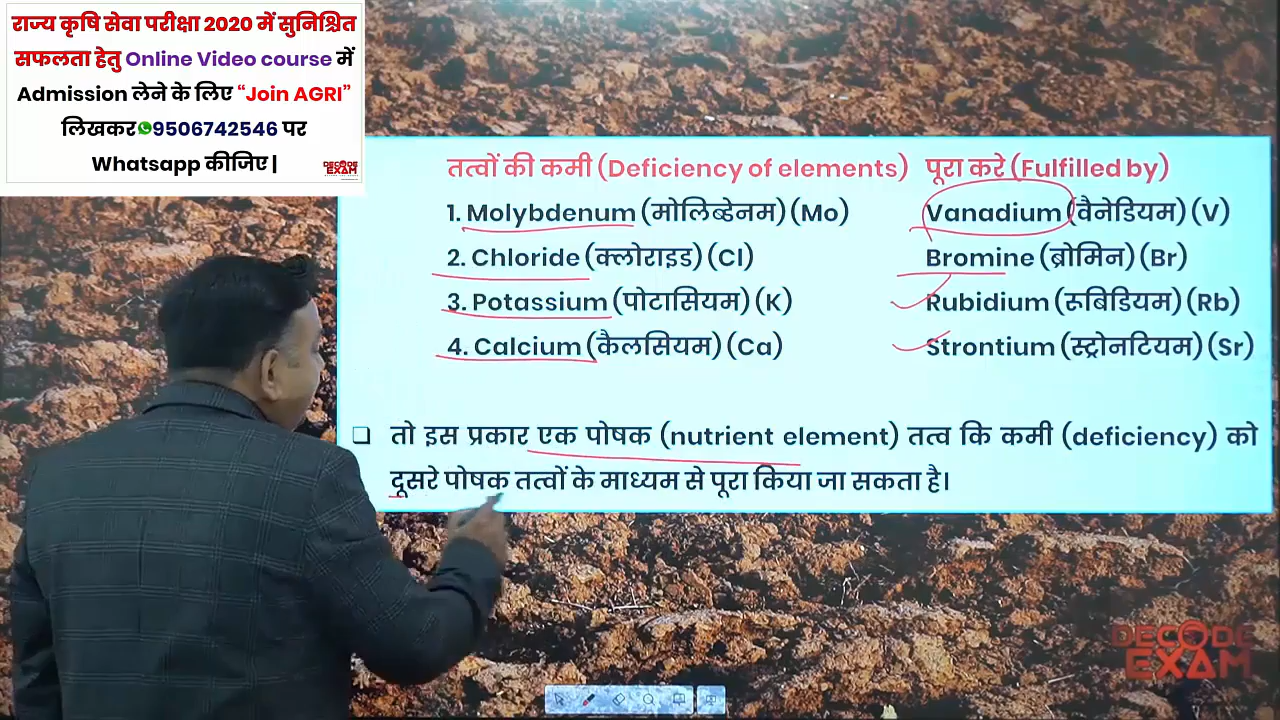 राज्य कृषि सेवा परीक्षा 2020 में सुनिश्चित
सफलता हेतु Online Video course में
Admission लेने के लिए “Join AGRI”
लिखकर 9506742546 पर
Whatsapp कीजिए |
DECODE
EXAM
तत्वों की कमी (Deficiency of elements) पूरा करे (Fulfilled by)
1. Molybdenum (मोलिब्डेनम) (Mo) Vanadium (वैनेडियम) (V)
2. Chloride (क्लोराइड) (Cl) Bromine (ब्रोमिन) (Br)
3. Potassium (पोटासियम) (K) Rubidium (रूबिडियम) (Rb)
4. Calcium (कैलसियम) (Ca) Strontium (स्ट्रोनटियम) (Sr)
❑ तो इस प्रकार एक पोषक (nutrient element) तत्व कि कमी (deficiency) को
दूसरे पोषक तत्वों के माध्यम से पूरा किया जा सकता है।
DECODE
EXAM